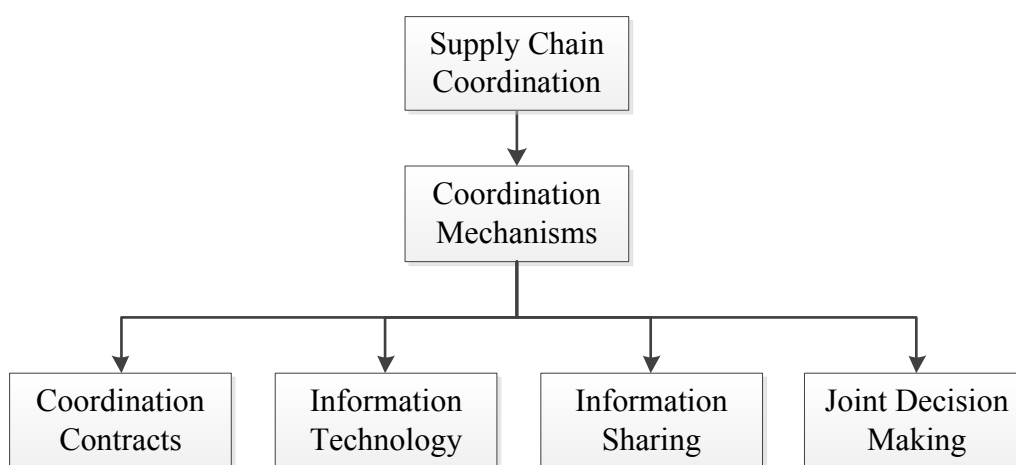 Supply Chain
Coordination
Coordination
Mechanisms
Coordination
Contracts
Information
Technology
Information
Sharing
Joint Decision
Making